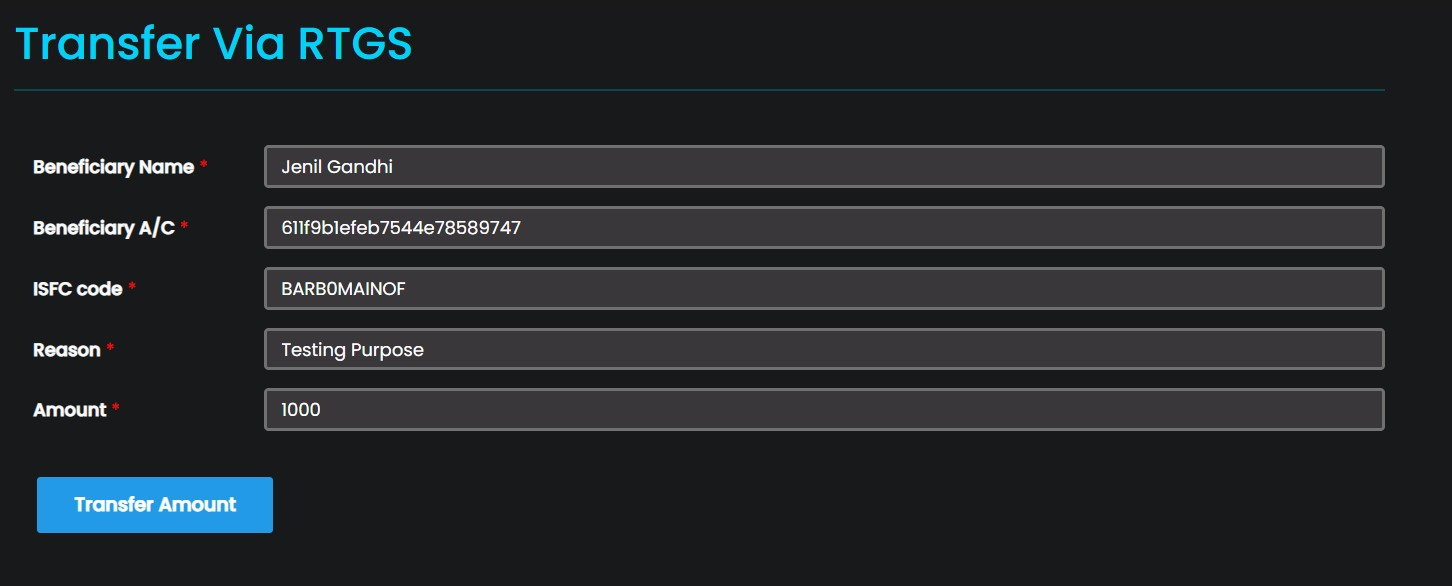 Transfer Via RTGS
Beneficiary Name * Jenil Gandhi
Beneficiary A/C * 611f9b1efeb7544e78589747
ISFC code * BARB0MAINOF
Reason * Testing Purpose
Amount * 1000
Transfer Amount